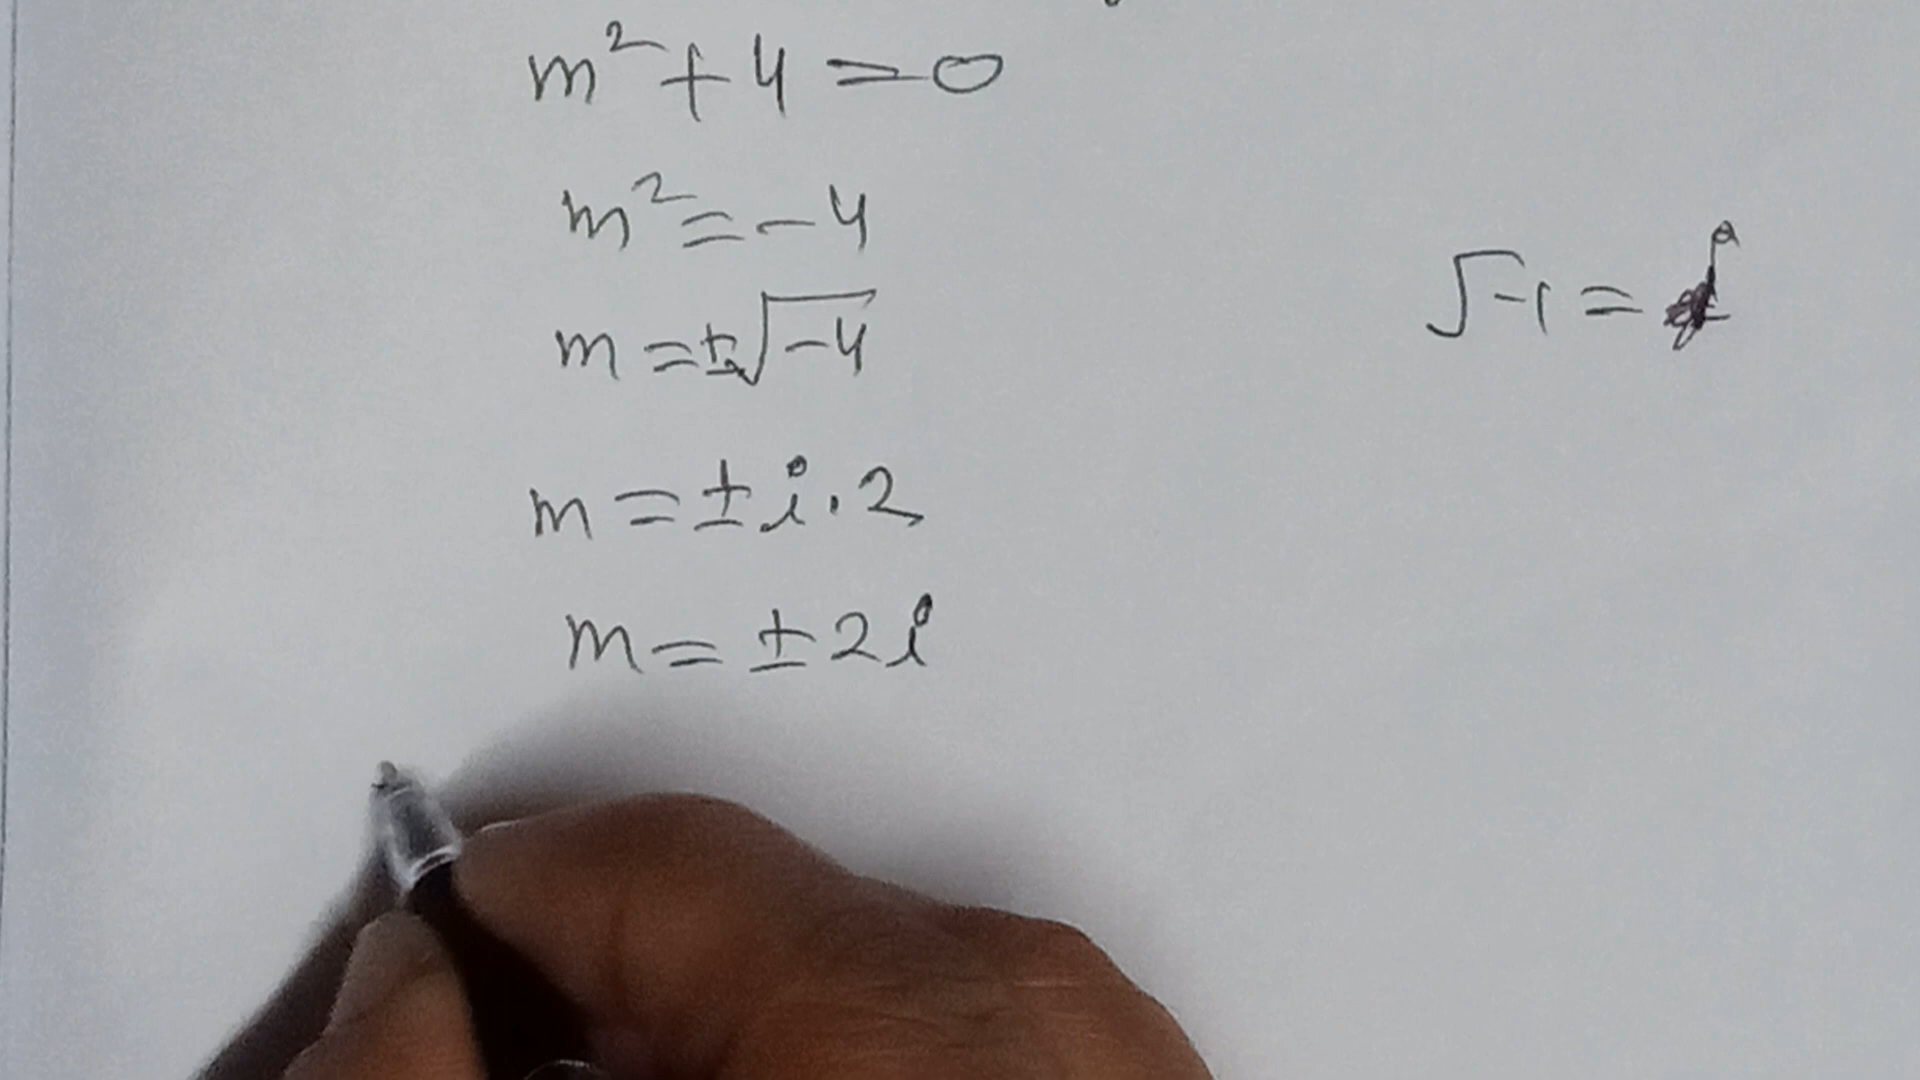 m² + 4 = 0
m² = -4
m = ±√-4
√-1 = i
m = ± i . 2
m = ± 2i